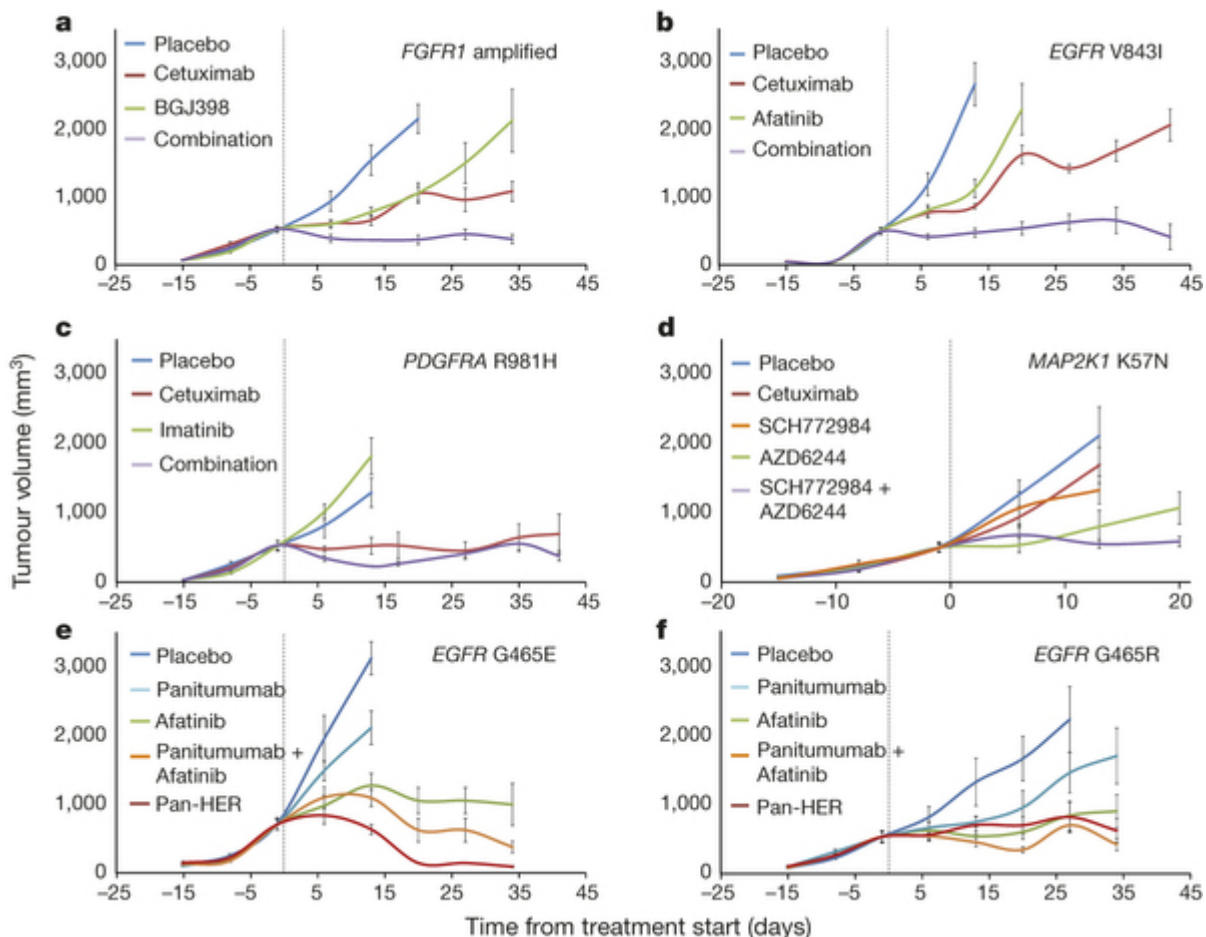 a
Placebo
Cetuximab
BGJ398
Combination
FGFR1 amplified
3,000
2,000
1,000
0
−25 −15 −5 5 15 25 35 45
b
Placebo
Cetuximab
Afatinib
Combination
EGFR V843I
3,000
2,000
1,000
0
−25 −15 −5 5 15 25 35 45
c
Placebo
Cetuximab
Imatinib
Combination
PDGFRA R981H
3,000
2,000
1,000
0
−25 −15 −5 5 15 25 35 45
d
Placebo
Cetuximab
SCH772984
AZD6244
SCH772984 +
AZD6244
MAP2K1 K57N
3,000
2,000
1,000
0
−20 −10 0 10 20
e
Placebo
Panitumumab
Afatinib
Panitumumab +
Afatinib
Pan-HER
EGFR G465E
3,000
2,000
1,000
0
−25 −15 −5 5 15 25 35 45
f
Placebo
Panitumumab
Afatinib
Panitumumab +
Afatinib
Pan-HER
EGFR G465R
3,000
2,000
1,000
0
−25 −15 −5 5 15 25 35 45
Tumour volume (mm³)
Time from treatment start (days)